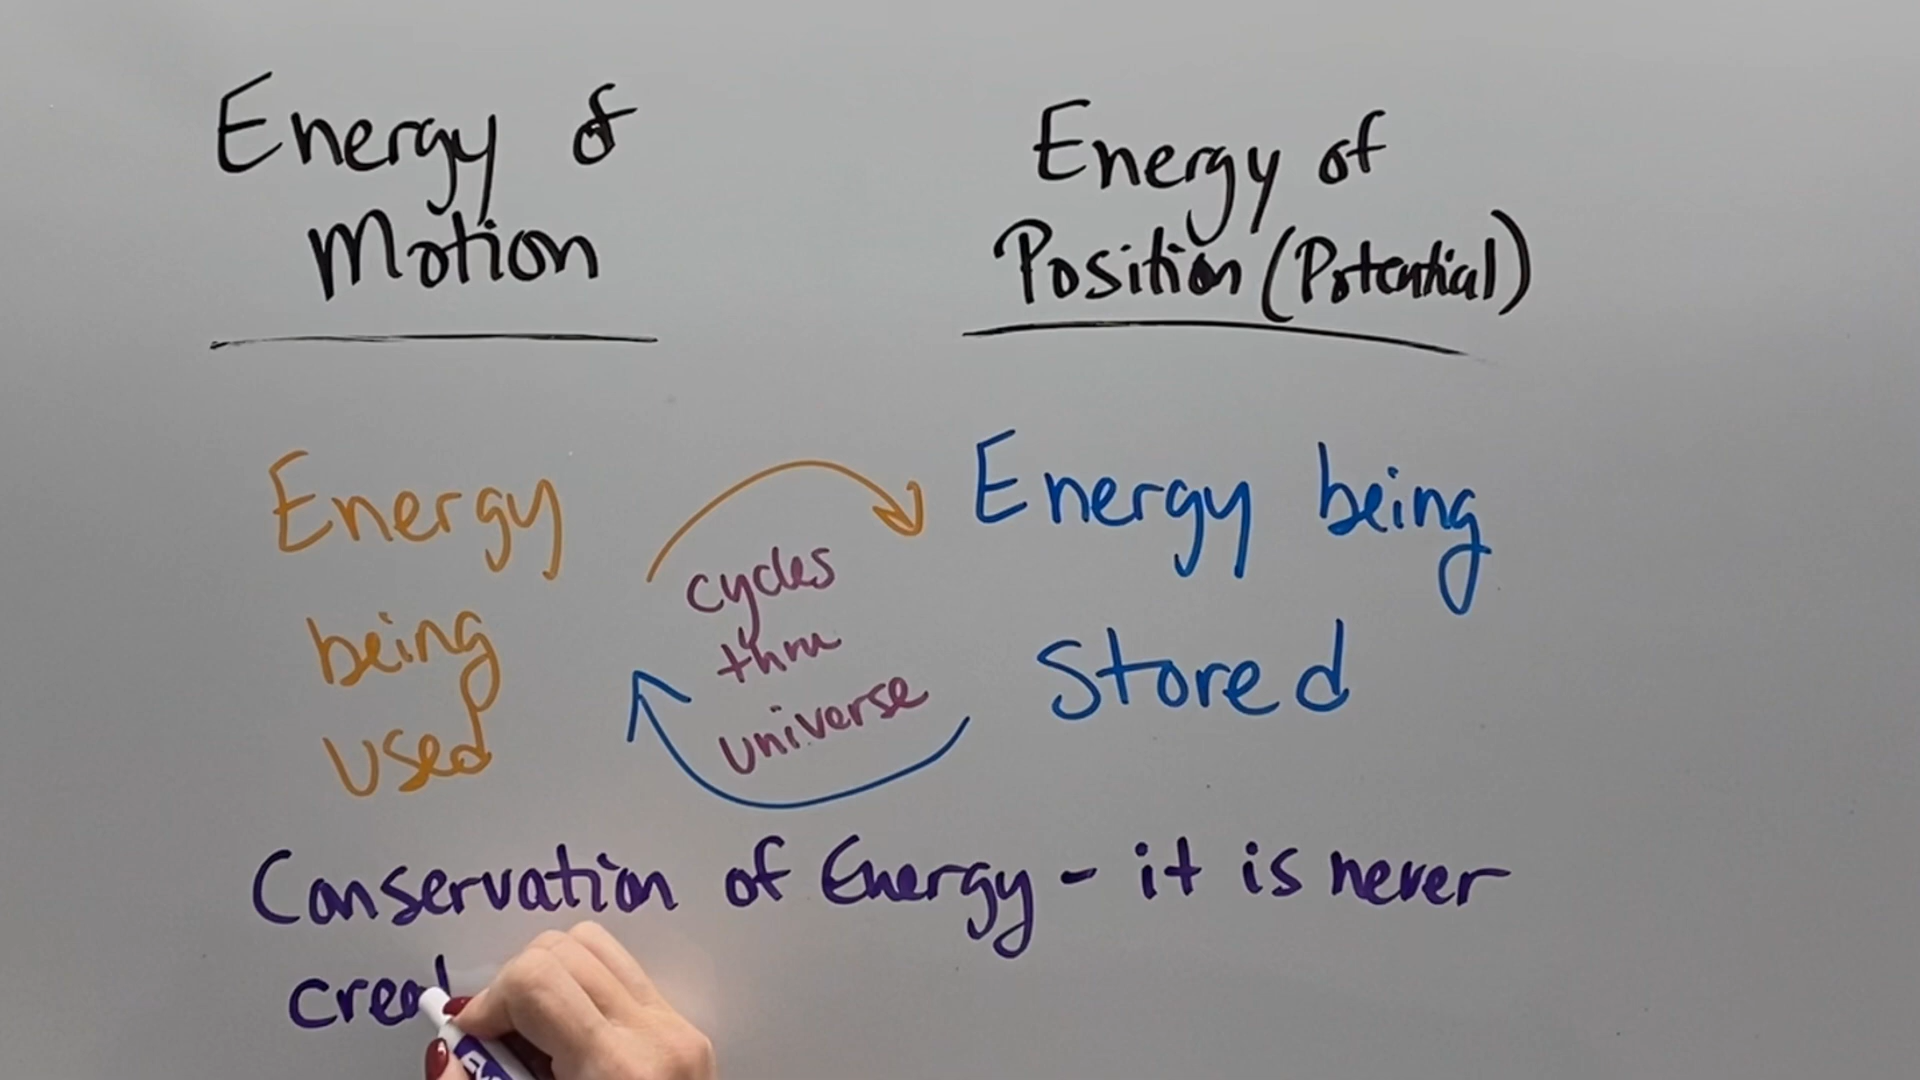 Energy of
Motion
Energy of
Position (Potential)
Energy
being
used
cycles
thru
universe
Energy being
Stored
Conservation of Energy - it is never